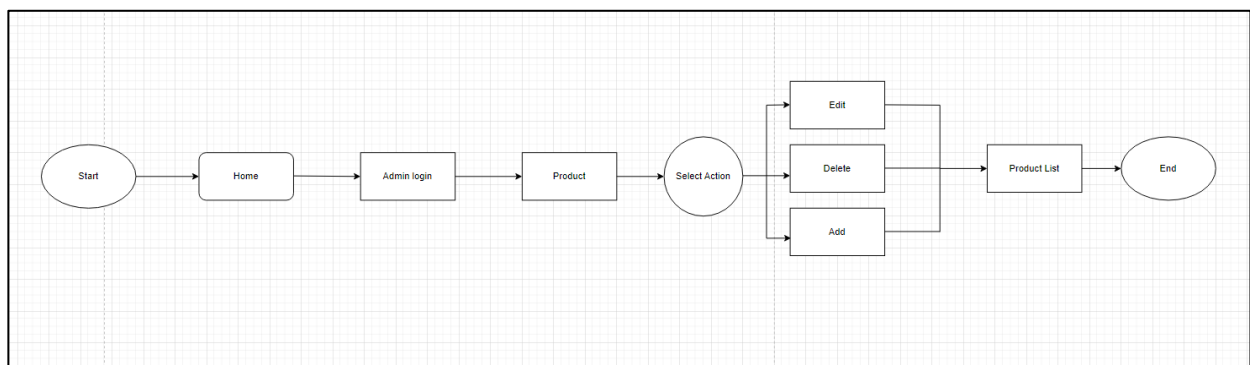 Start
Home
Admin login
Product
Select Action
Edit
Delete
Add
Product List
End